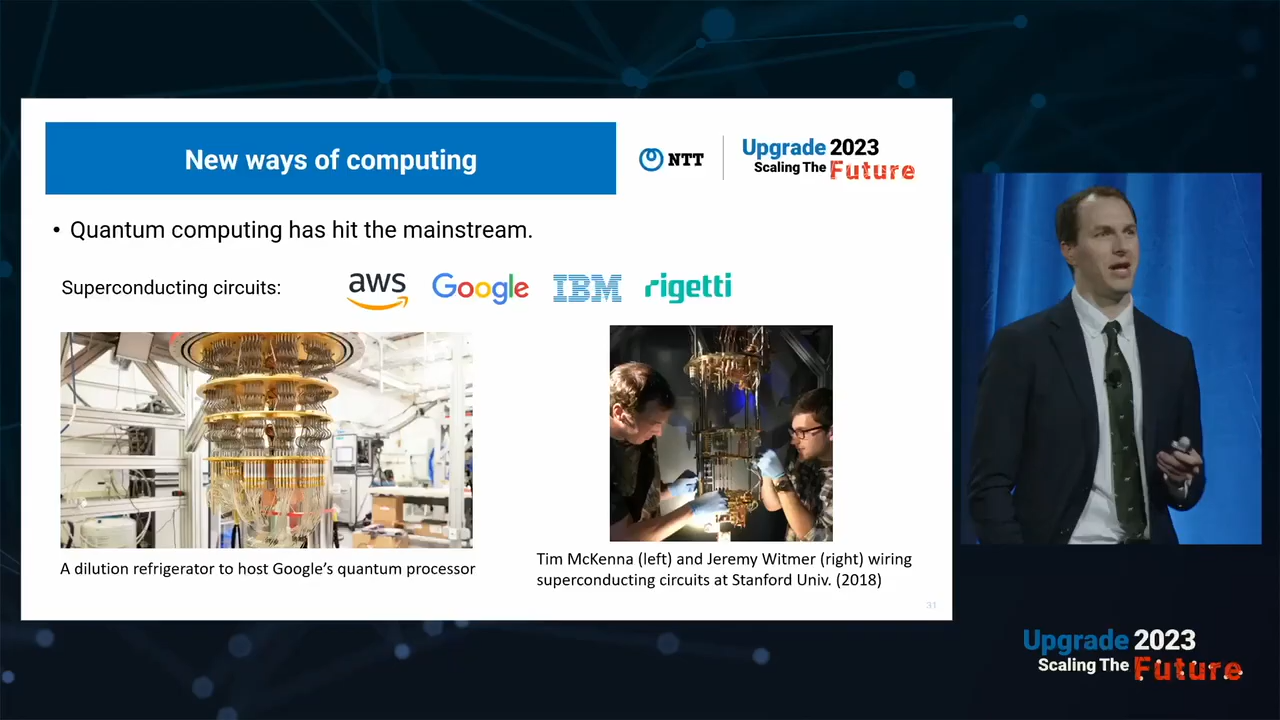 New ways of computing
NTT
Upgrade 2023
Scaling The Future
• Quantum computing has hit the mainstream.
Superconducting circuits:
aws
Google
IBM
rigetti
A dilution refrigerator to host Google's quantum processor
Tim McKenna (left) and Jeremy Witmer (right) wiring
superconducting circuits at Stanford Univ. (2018)
31
Upgrade 2023
Scaling The Future